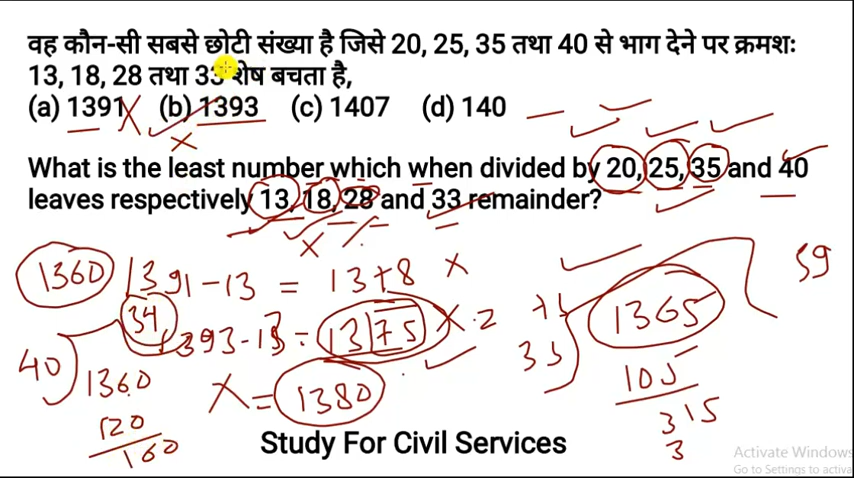 वह कौन-सी सबसे छोटी संख्या है जिसे 20, 25, 35 तथा 40 से भाग देने पर क्रमशः
13, 18, 28 तथा 33 शेष बचता है,
(a) 1391 (b) 1393 (c) 1407 (d) 140
What is the least number which when divided by 20, 25, 35 and 40
leaves respectively 13, 18, 28 and 33 remainder?
1360 1391-13 = 1378 x 59
34 1393-13= 1375 x 2 1365
40 1360 x = 1380 35 105
120 315
160 3
Study For Civil Services
Activate Windows
Go to Settings to activa